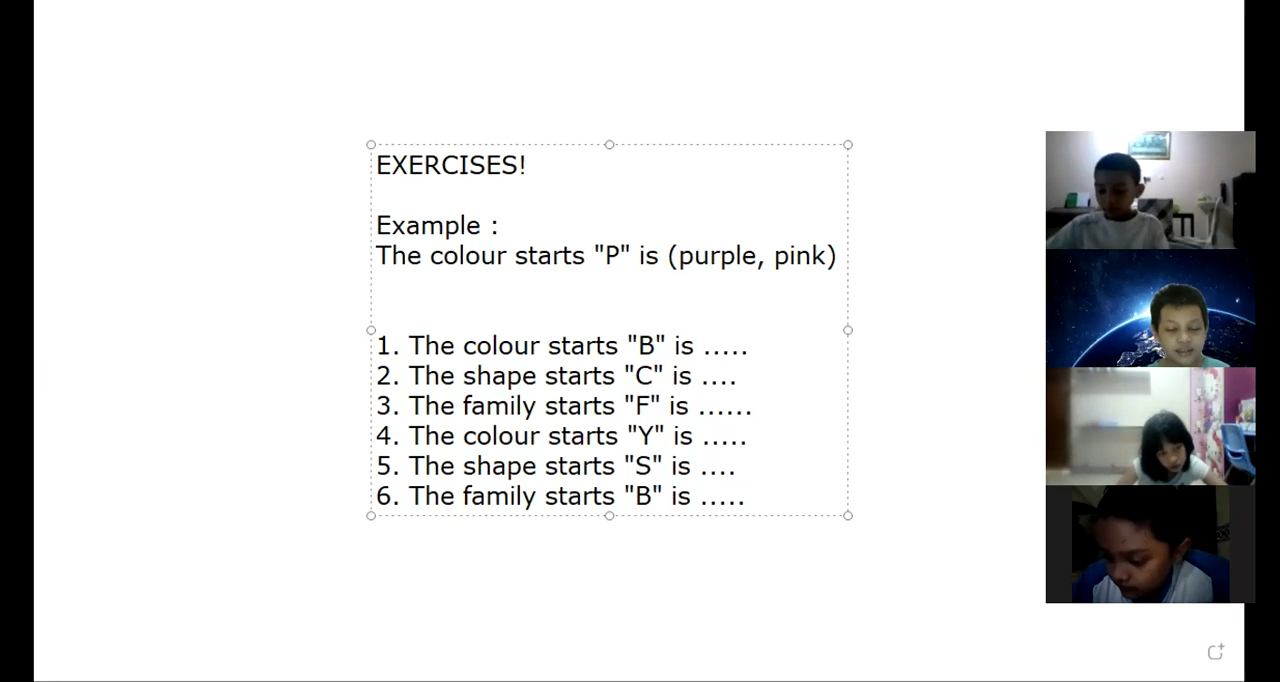 EXERCISES!
Example :
The colour starts "P" is (purple, pink)
1. The colour starts "B" is .....
2. The shape starts "C" is ....
3. The family starts "F" is ......
4. The colour starts "Y" is .....
5. The shape starts "S" is ....
6. The family starts "B" is .....